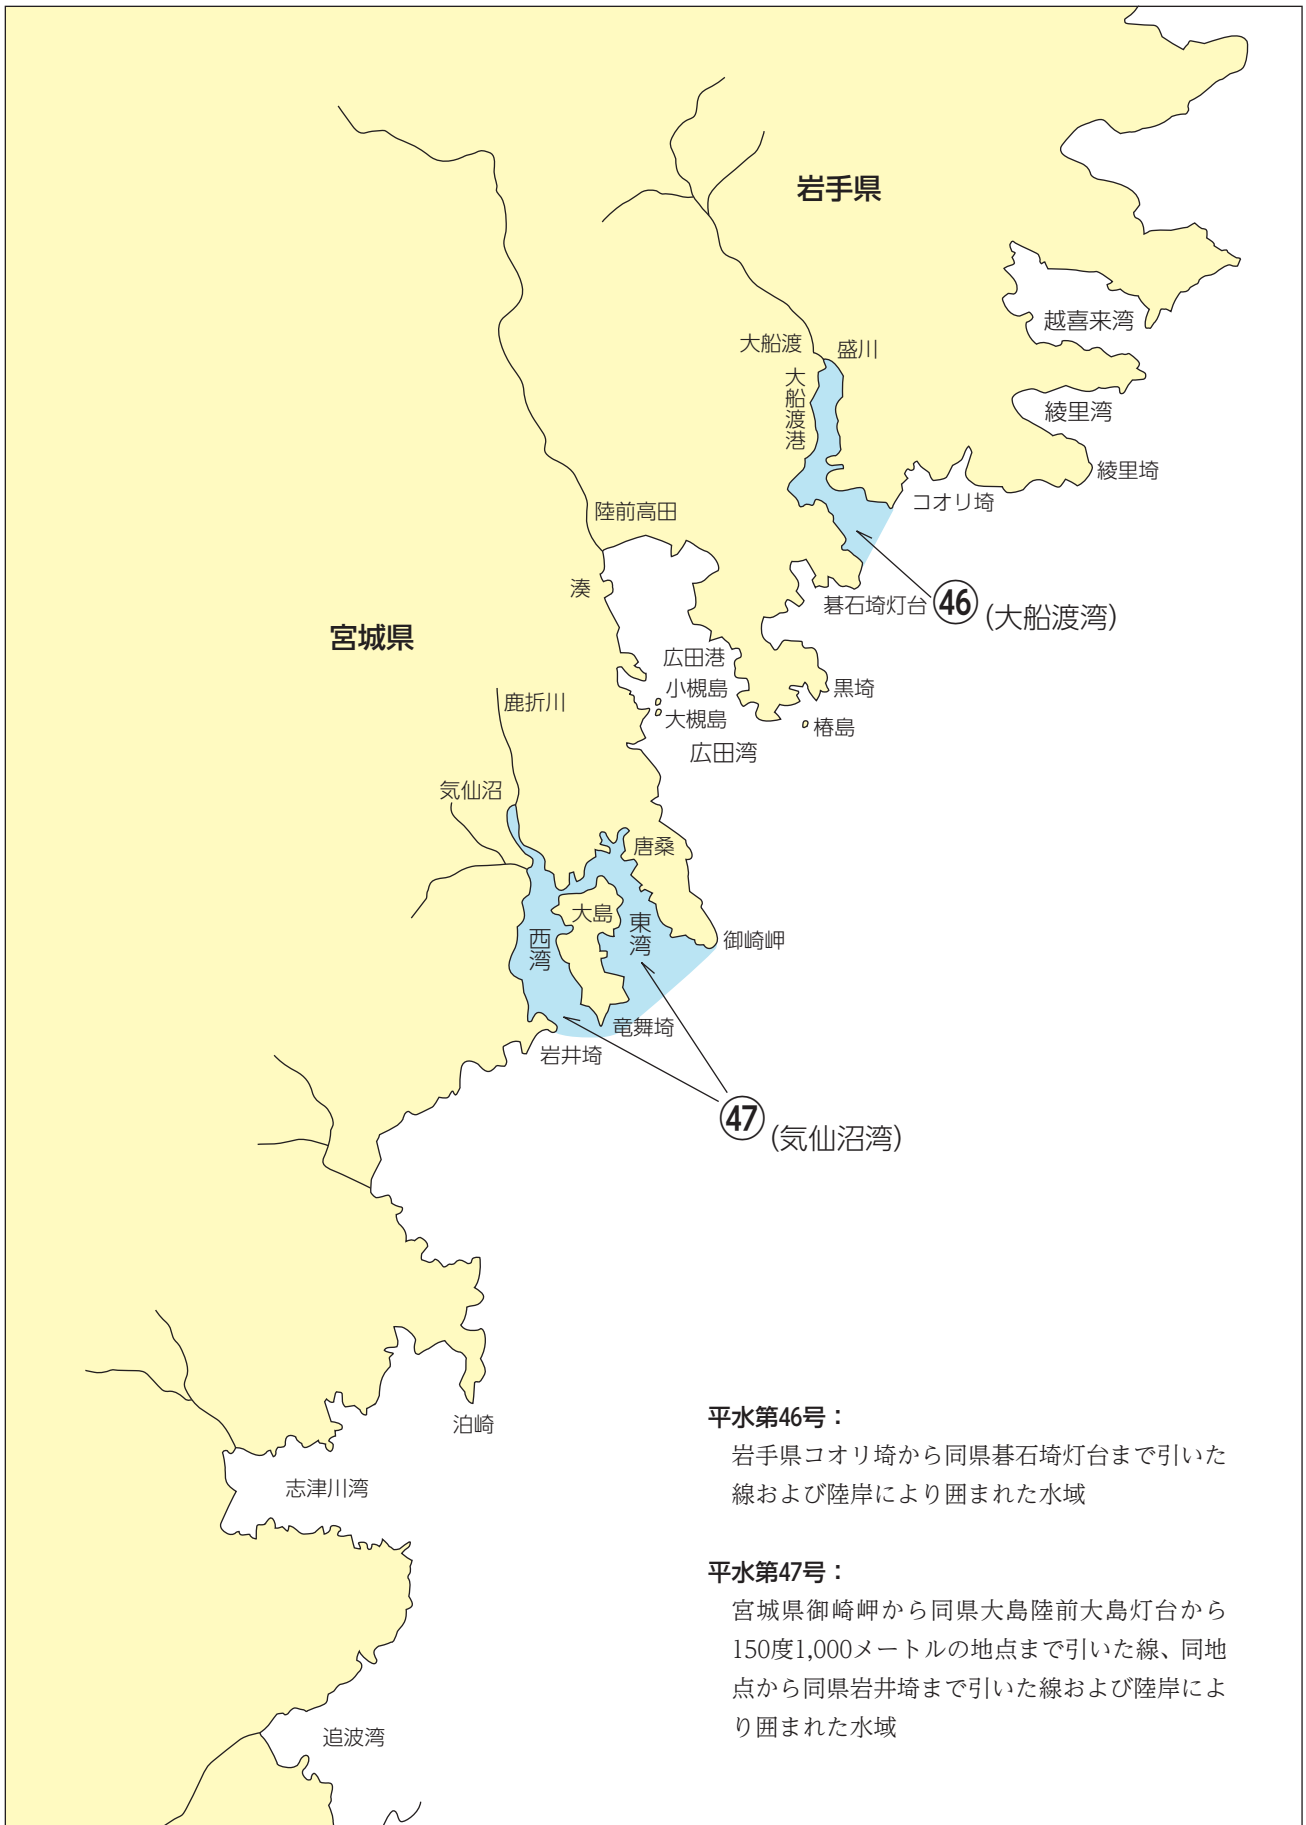 岩手県
越喜来湾
大船渡
盛川
大船渡港
綾里湾
綾里埼
コオリ埼
陸前高田
湊
碁石埼灯台
㊻
(大船渡湾)
宮城県
広田港
小槻島
黒埼
大槻島
椿島
広田湾
鹿折川
気仙沼
唐桑
大島
東湾
西湾
御崎岬
竜舞埼
岩井埼
㊼
(気仙沼湾)
泊崎
志津川湾
追波湾
平水第46号：
岩手県コオリ埼から同県碁石埼灯台まで引いた
線および陸岸により囲まれた水域
平水第47号：
宮城県御崎岬から同県大島陸前大島灯台から
150度1,000メートルの地点まで引いた線、同地
点から同県岩井埼まで引いた線および陸岸によ
り囲まれた水域